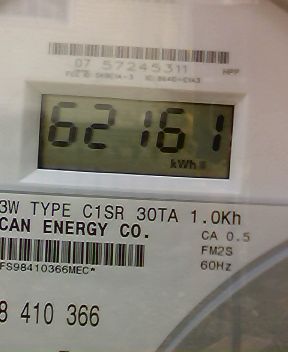 07 57245311
62161
kWh
3W TYPE C1SR 30TA 1.0Kh
CAN ENERGY CO.
CA 0.5
FM2S
60Hz
FS98410366MEC*
8 410 366